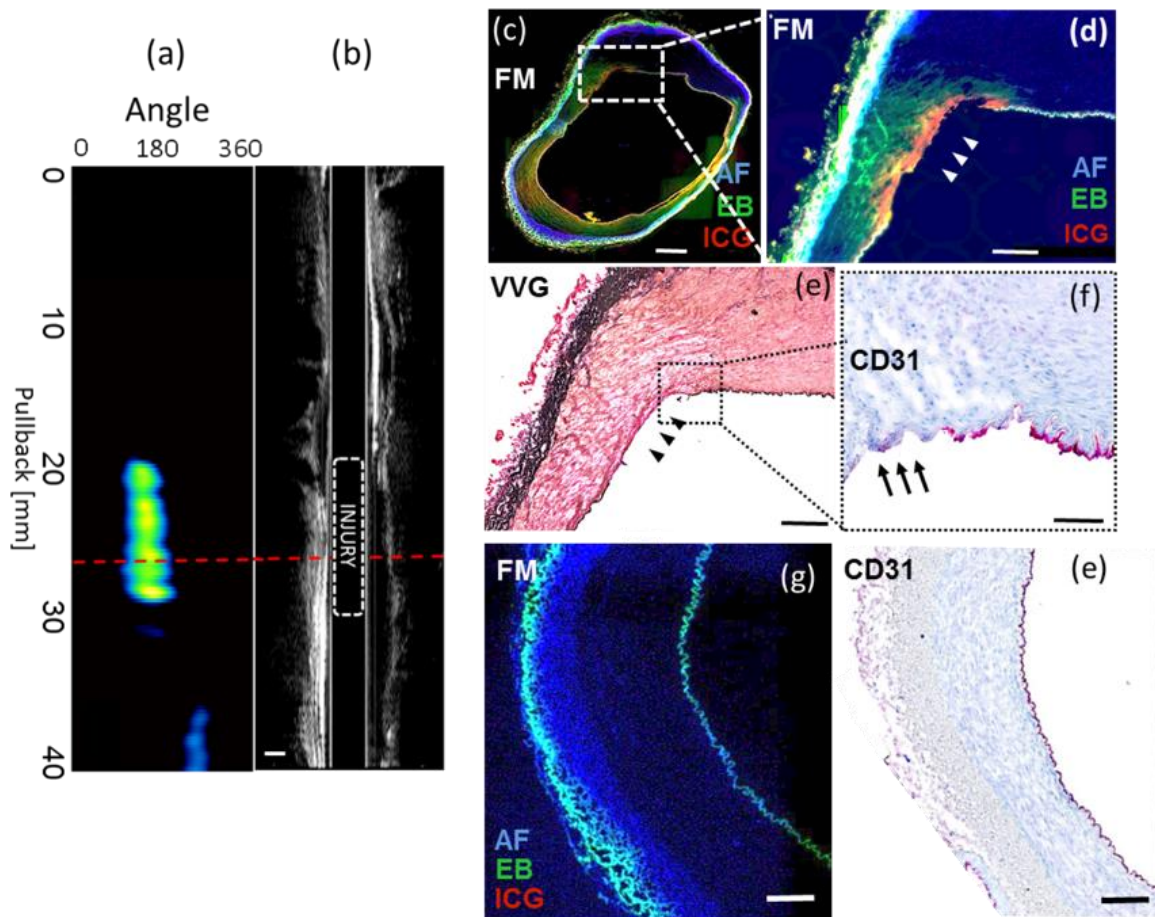 (a)
(b)
Angle
0 180 360
0
10
20
30
40
Pullback [mm]
INJURY
(c)
FM
AF
EB
ICG
FM
(d)
AF
EB
ICG
VVG
(e)
(f)
CD31
FM
(g)
AF
EB
ICG
CD31
(e)